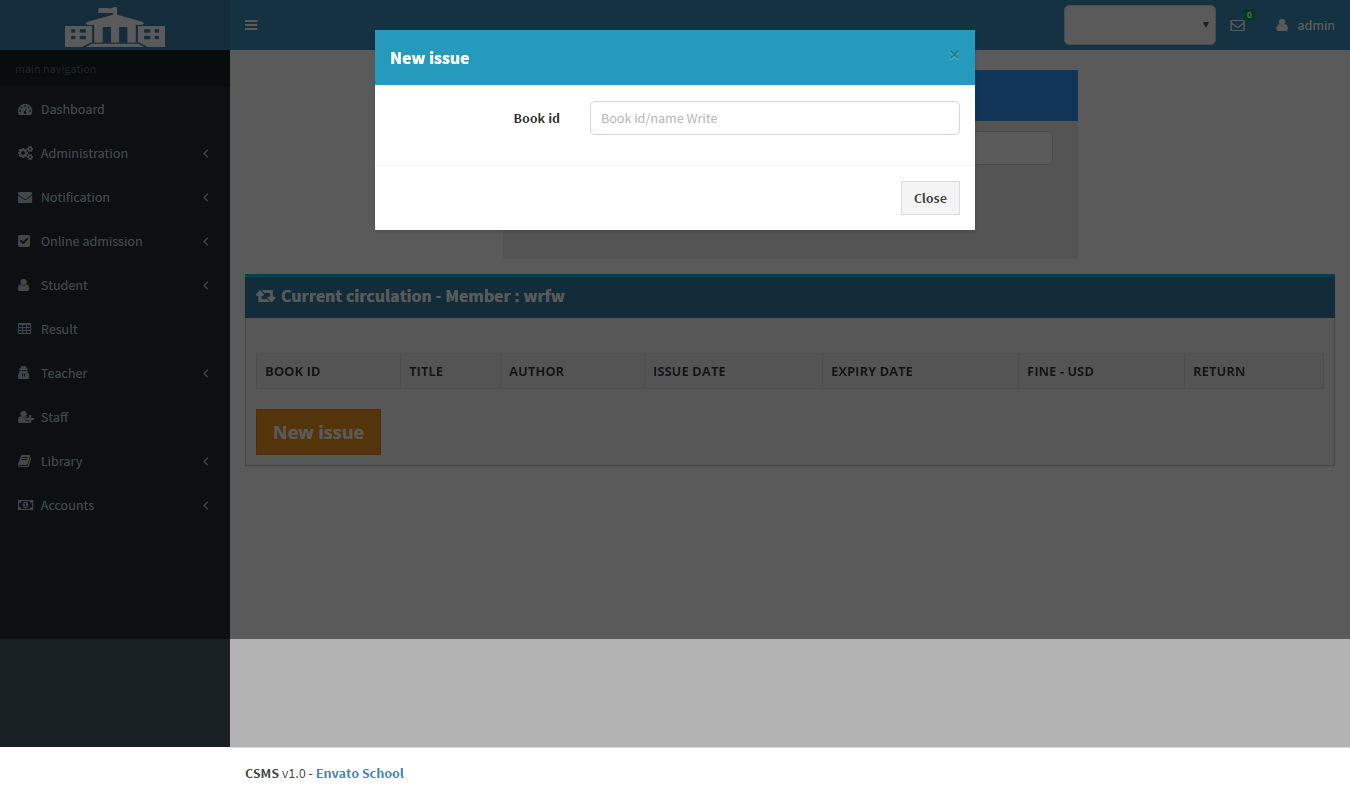 0
admin
New issue
×
main navigation
Book id
Book id/name Write
Dashboard
Administration
Notification
Close
Online admission
Student
Current circulation - Member : wrfw
Result
BOOK ID TITLE AUTHOR ISSUE DATE EXPIRY DATE FINE - USD RETURN
Teacher
Staff
New issue
Library
Accounts
CSMS v1.0 - Envato School